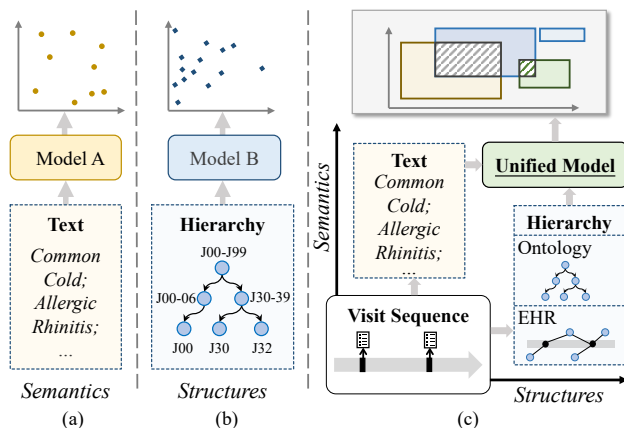 Model A
Text
Common
Cold;
Allergic
Rhinitis;
...
Semantics
(a)
Model B
Hierarchy
J00-J99
J00-06
J30-39
J00
J30
J32
Structures
(b)
Unified Model
Text
Common
Cold;
Allergic
Rhinitis;
...
Semantics
Hierarchy
Ontology
EHR
Visit Sequence
Structures
(c)